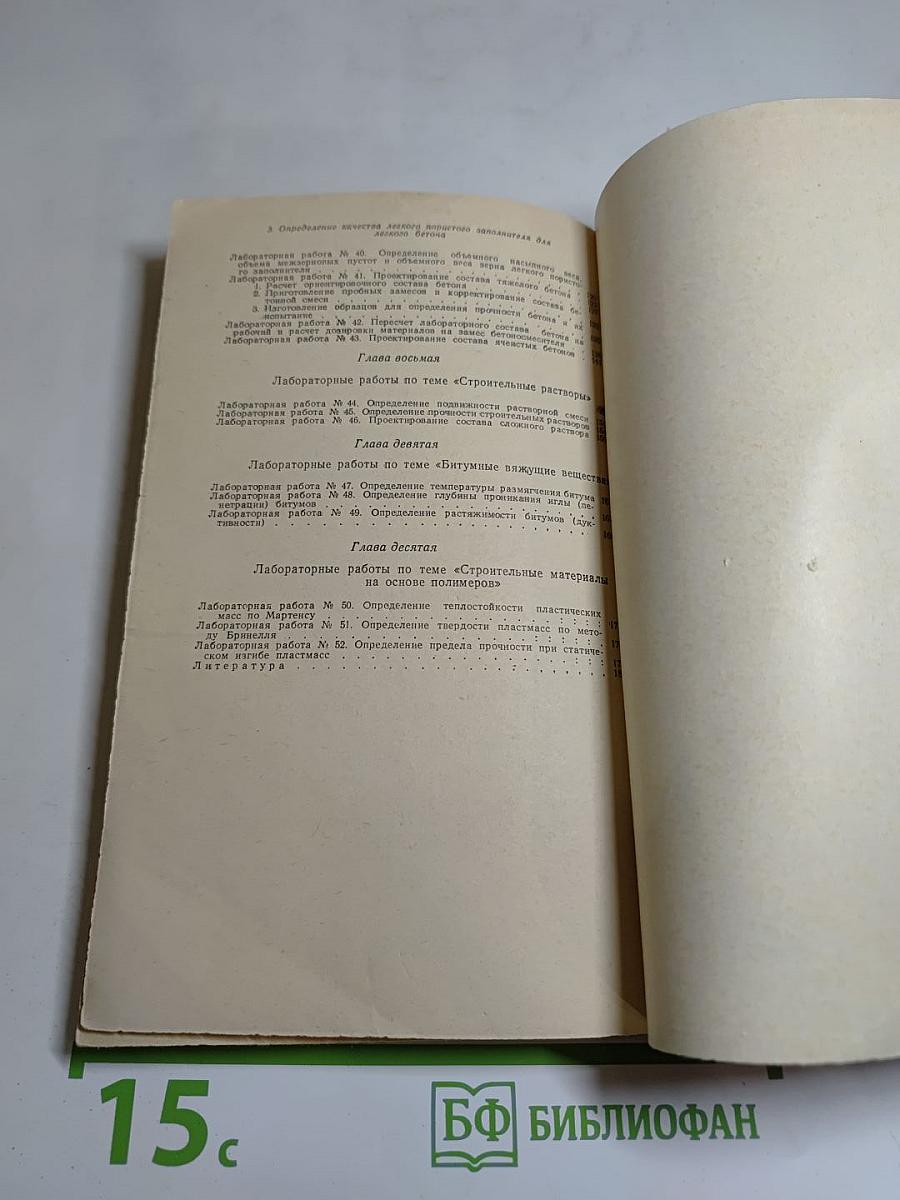 3. Определение качества легкого пористого заполнителя для
легкого бетона
Лабораторная работа № 40. Определение объемного насыпного веса,
объема межзерновых пустот и объемного веса зерна легкого пористо-
го заполнителя
Лабораторная работа № 41. Проектирование состава тяжелого бетона
1. Расчет ориентировочного состава бетона
2. Приготовление пробных замесов и корректирование состава бе-
тонной смеси
3. Изготовление образцов для определения прочности бетона и их
испытание
Лабораторная работа № 42. Пересчет лабораторного состава бетона на
рабочий и расчет дозировки материалов на замес бетоносмесителя
Лабораторная работа № 43. Проектирование состава ячеистых бетонов
Глава восьмая
Лабораторные работы по теме «Строительные растворы»
Лабораторная работа № 44. Определение подвижности растворной смеси
Лабораторная работа № 45. Определение прочности строительных растворов
Лабораторная работа № 46. Проектирование состава сложного раствора
Глава девятая
Лабораторные работы по теме «Битумные вяжущие вещества
Лабораторная работа № 47. Определение температуры размягчения битума
Лабораторная работа № 48. Определение глубины проникания иглы (пе-
нетрации) битумов
Лабораторная работа № 49. Определение растяжимости битумов (дук-
тивности)
Глава десятая
Лабораторные работы по теме «Строительные материалы
на основе полимеров»
Лабораторная работа № 50. Определение теплостойкости пластических
масс по Мартенсу
Лабораторная работа № 51. Определение твердости пластмасс по мето-
ду Бринелля
Лабораторная работа № 52. Определение предела прочности при статиче-
ском изгибе пластмасс
Литература
15 с
БФ БИБЛИОФАН